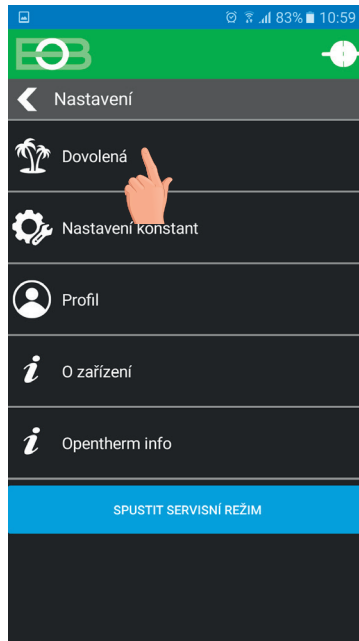 83% 10:59
EOB
Nastavení
Dovolená
Nastavení konstant
Profil
O zařízení
Opentherm info
SPUSTIT SERVISNÍ REŽIM